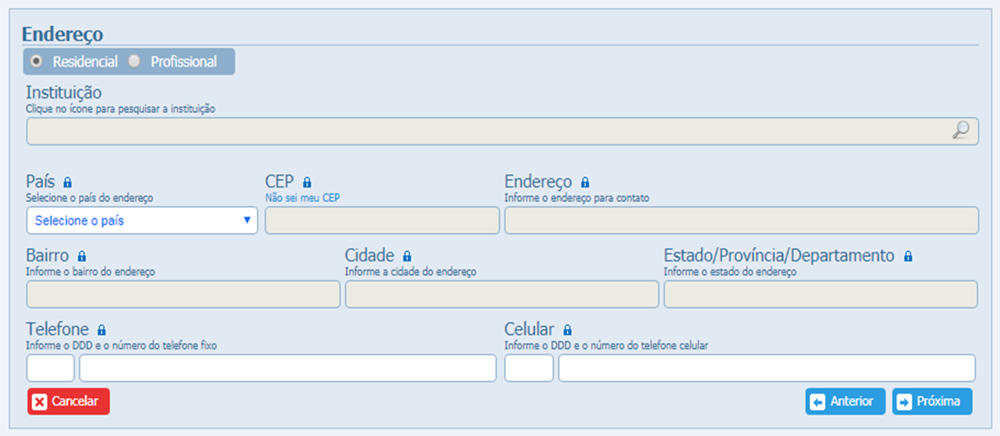 Endereço
Residencial Profissional
Instituição
Clique no ícone para pesquisar a instituição
País CEP Endereço
Selecione o país do endereço Não sei meu CEP Informe o endereço para contato
Selecione o país
Bairro Cidade Estado/Província/Departamento
Informe o bairro do endereço Informe a cidade do endereço Informe o estado do endereço
Telefone Celular
Informe o DDD e o número do telefone fixo Informe o DDD e o número do telefone celular
Cancelar Anterior Próxima